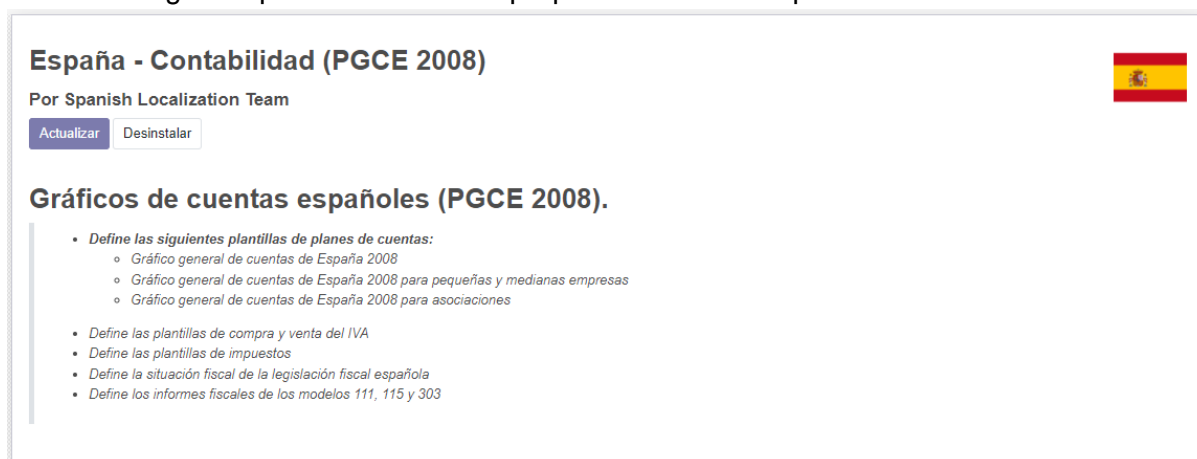 España - Contabilidad (PGCE 2008)
Por Spanish Localization Team
Actualizar Desinstalar
Gráficos de cuentas españoles (PGCE 2008).
• Define las siguientes plantillas de planes de cuentas:
◦ Gráfico general de cuentas de España 2008
◦ Gráfico general de cuentas de España 2008 para pequeñas y medianas empresas
◦ Gráfico general de cuentas de España 2008 para asociaciones
• Define las plantillas de compra y venta del IVA
• Define las plantillas de impuestos
• Define la situación fiscal de la legislación fiscal española
• Define los informes fiscales de los modelos 111, 115 y 303